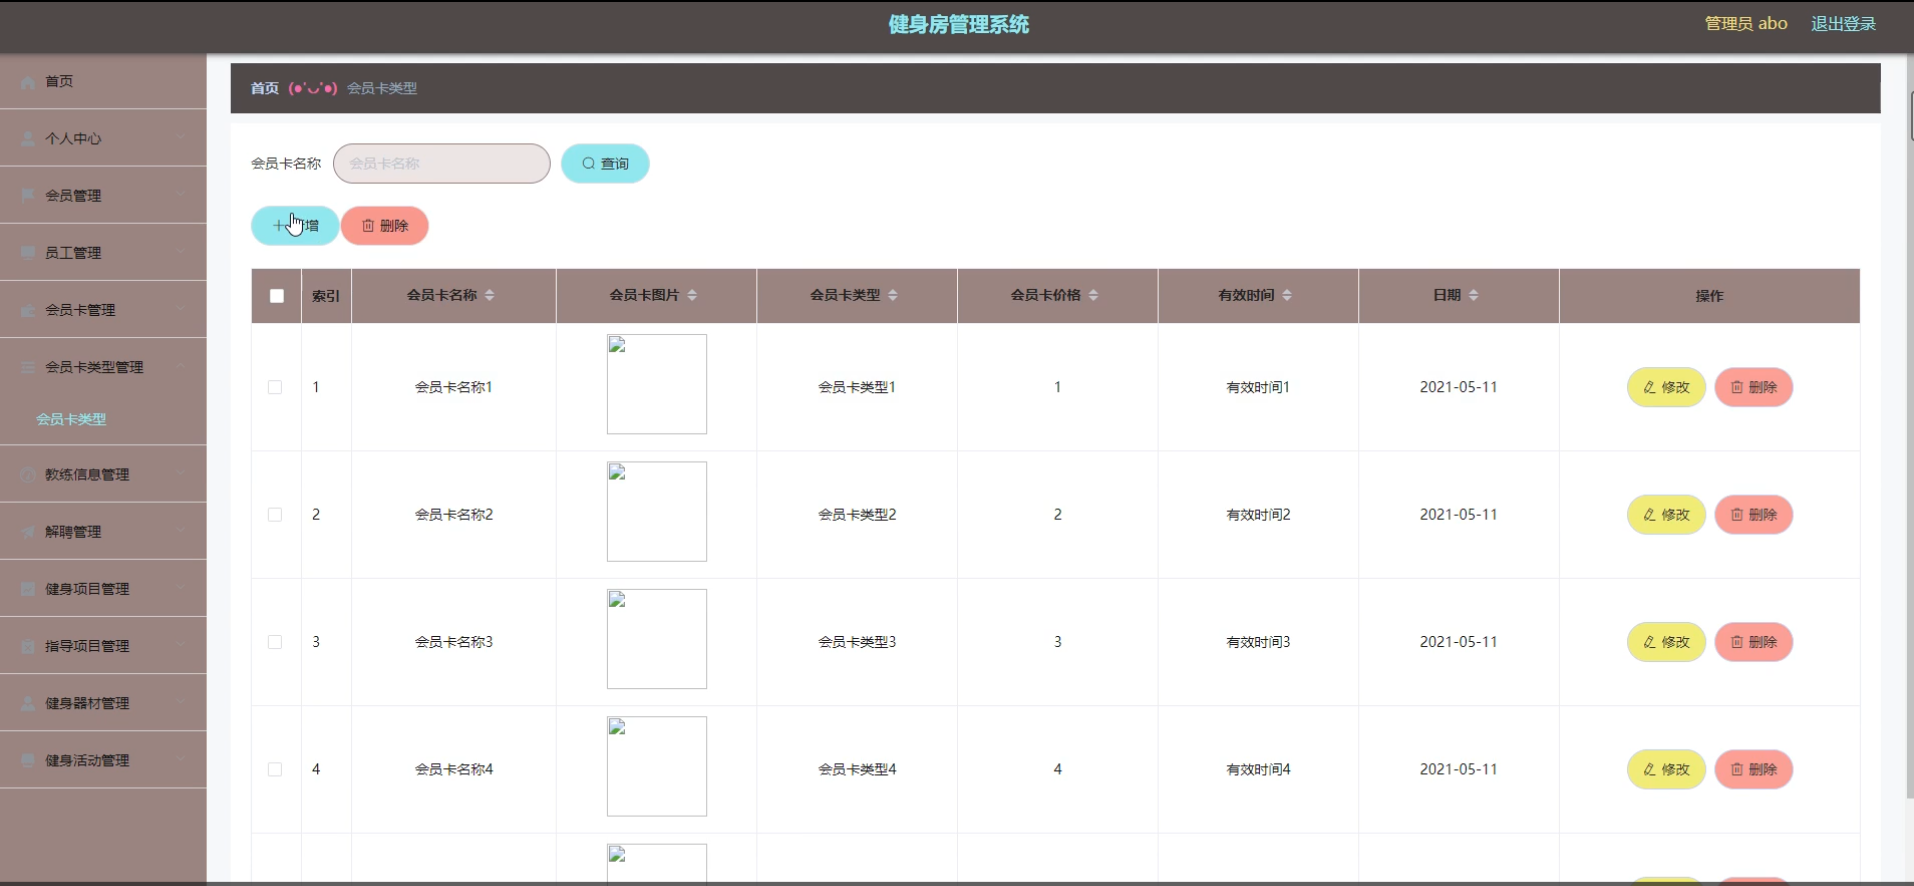 健身房管理系统
管理员 abo 退出登录
首页
个人中心
会员管理
员工管理
会员卡管理
会员卡类型管理
会员卡类型
教练信息管理
解聘管理
健身项目管理
指导项目管理
健身器材管理
健身活动管理
首页 (●'◡'●) 会员卡类型
会员卡名称 会员卡名称 查询
增 删除
索引 会员卡名称 会员卡图片 会员卡类型 会员卡价格 有效时间 日期 操作
1 会员卡名称1 会员卡类型1 1 有效时间1 2021-05-11 修改 删除
2 会员卡名称2 会员卡类型2 2 有效时间2 2021-05-11 修改 删除
3 会员卡名称3 会员卡类型3 3 有效时间3 2021-05-11 修改 删除
4 会员卡名称4 会员卡类型4 4 有效时间4 2021-05-11 修改 删除